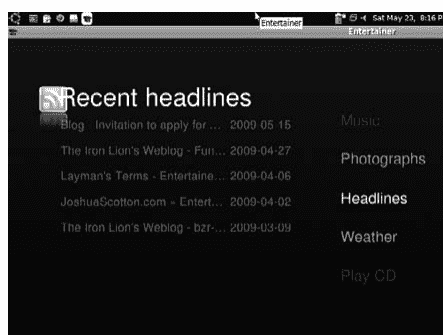 Sat May 23, 8:16 P
Entertainer
Entertainer
Recent headlines
Blog Invitation to apply for ... 2009-05-15
The Iron Lion's Weblog - Fun... 2009-04-27
Layman's Terms - Entertaine... 2009-04-06
JoshuaScotton.com » Entert... 2009-04-02
The Iron Lion's Weblog - bzr-... 2009-03-09
Music
Photographs
Headlines
Weather
Play CD